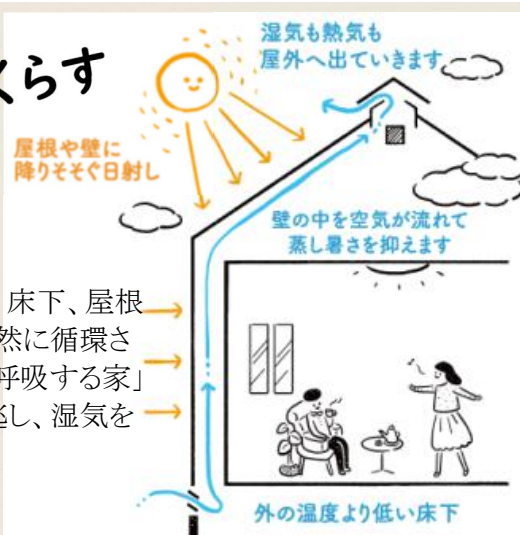 くらす
湿気も熱気も
屋外へ出ていきます
屋根や壁に
降りそそぐ日射し
壁の中を空気が流れて
蒸し暑さを抑えます
床下、屋根
然に循環さ
呼吸する家」
し、湿気を
外の温度より低い床下